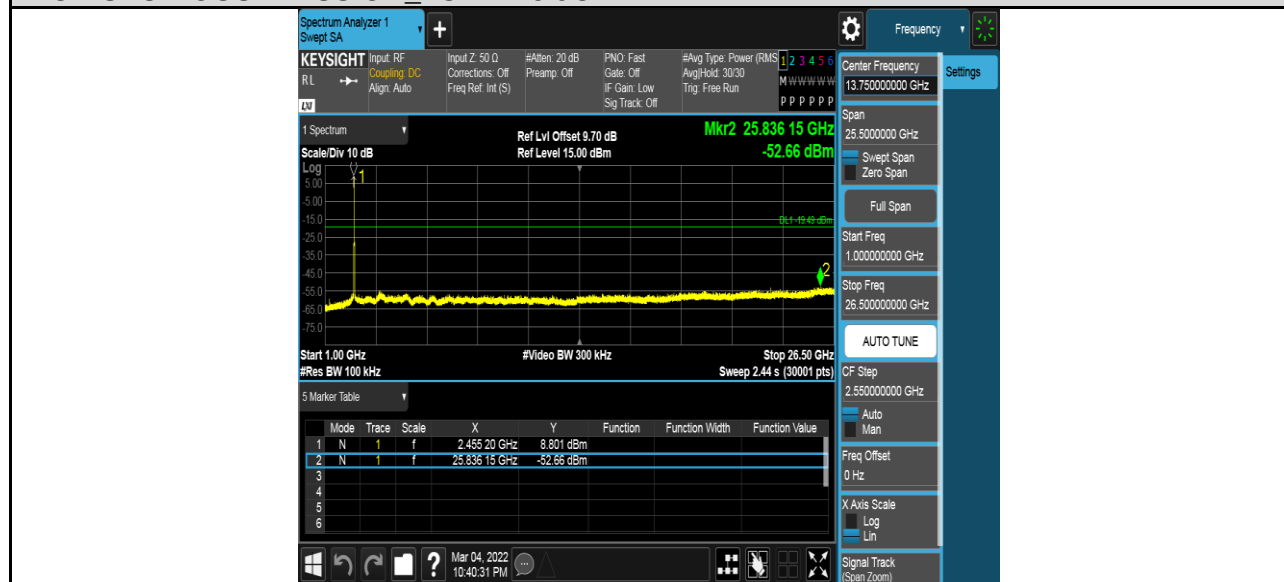 Spectrum Analyzer 1
Swept SA
+
Frequency
KEYSIGHT Input: RF
RL Coupling: DC
Align: Auto
LXI
Input Z: 50 Ω
Corrections: Off
Freq Ref: Int (S)
#Atten: 20 dB
Preamp: Off
PNO: Fast
Gate: Off
IF Gain: Low
Sig Track: Off
#Avg Type: Power (RMS
Avg|Hold: 30/30
Trig: Free Run
1 2 3 4 5 6
M W W W W W
P P P P P P
Center Frequency
13.750000000 GHz
Settings
1 Spectrum
Scale/Div 10 dB
Ref Lvl Offset 9.70 dB
Ref Level 15.00 dBm
Mkr2 25.836 15 GHz
-52.66 dBm
Log
5.00
-5.00
-15.0
-25.0
-35.0
-45.0
-55.0
-65.0
-75.0
1
DL1 -19.49 dBm
2
Start 1.00 GHz
#Res BW 100 kHz
#Video BW 300 kHz
Stop 26.50 GHz
Sweep 2.44 s (30001 pts)
Span
25.5000000 GHz
Swept Span
Zero Span
Full Span
Start Freq
1.000000000 GHz
Stop Freq
26.500000000 GHz
AUTO TUNE
CF Step
2.550000000 GHz
Auto
Man
Freq Offset
0 Hz
X Axis Scale
Log
Lin
Signal Track
(Span Zoom)
5 Marker Table
Mode Trace Scale X Y Function Function Width Function Value
1 N 1 f 2.455 20 GHz 8.801 dBm
2 N 1 f 25.836 15 GHz -52.66 dBm
3
4
5
6
?
Mar 04, 2022
10:40:31 PM